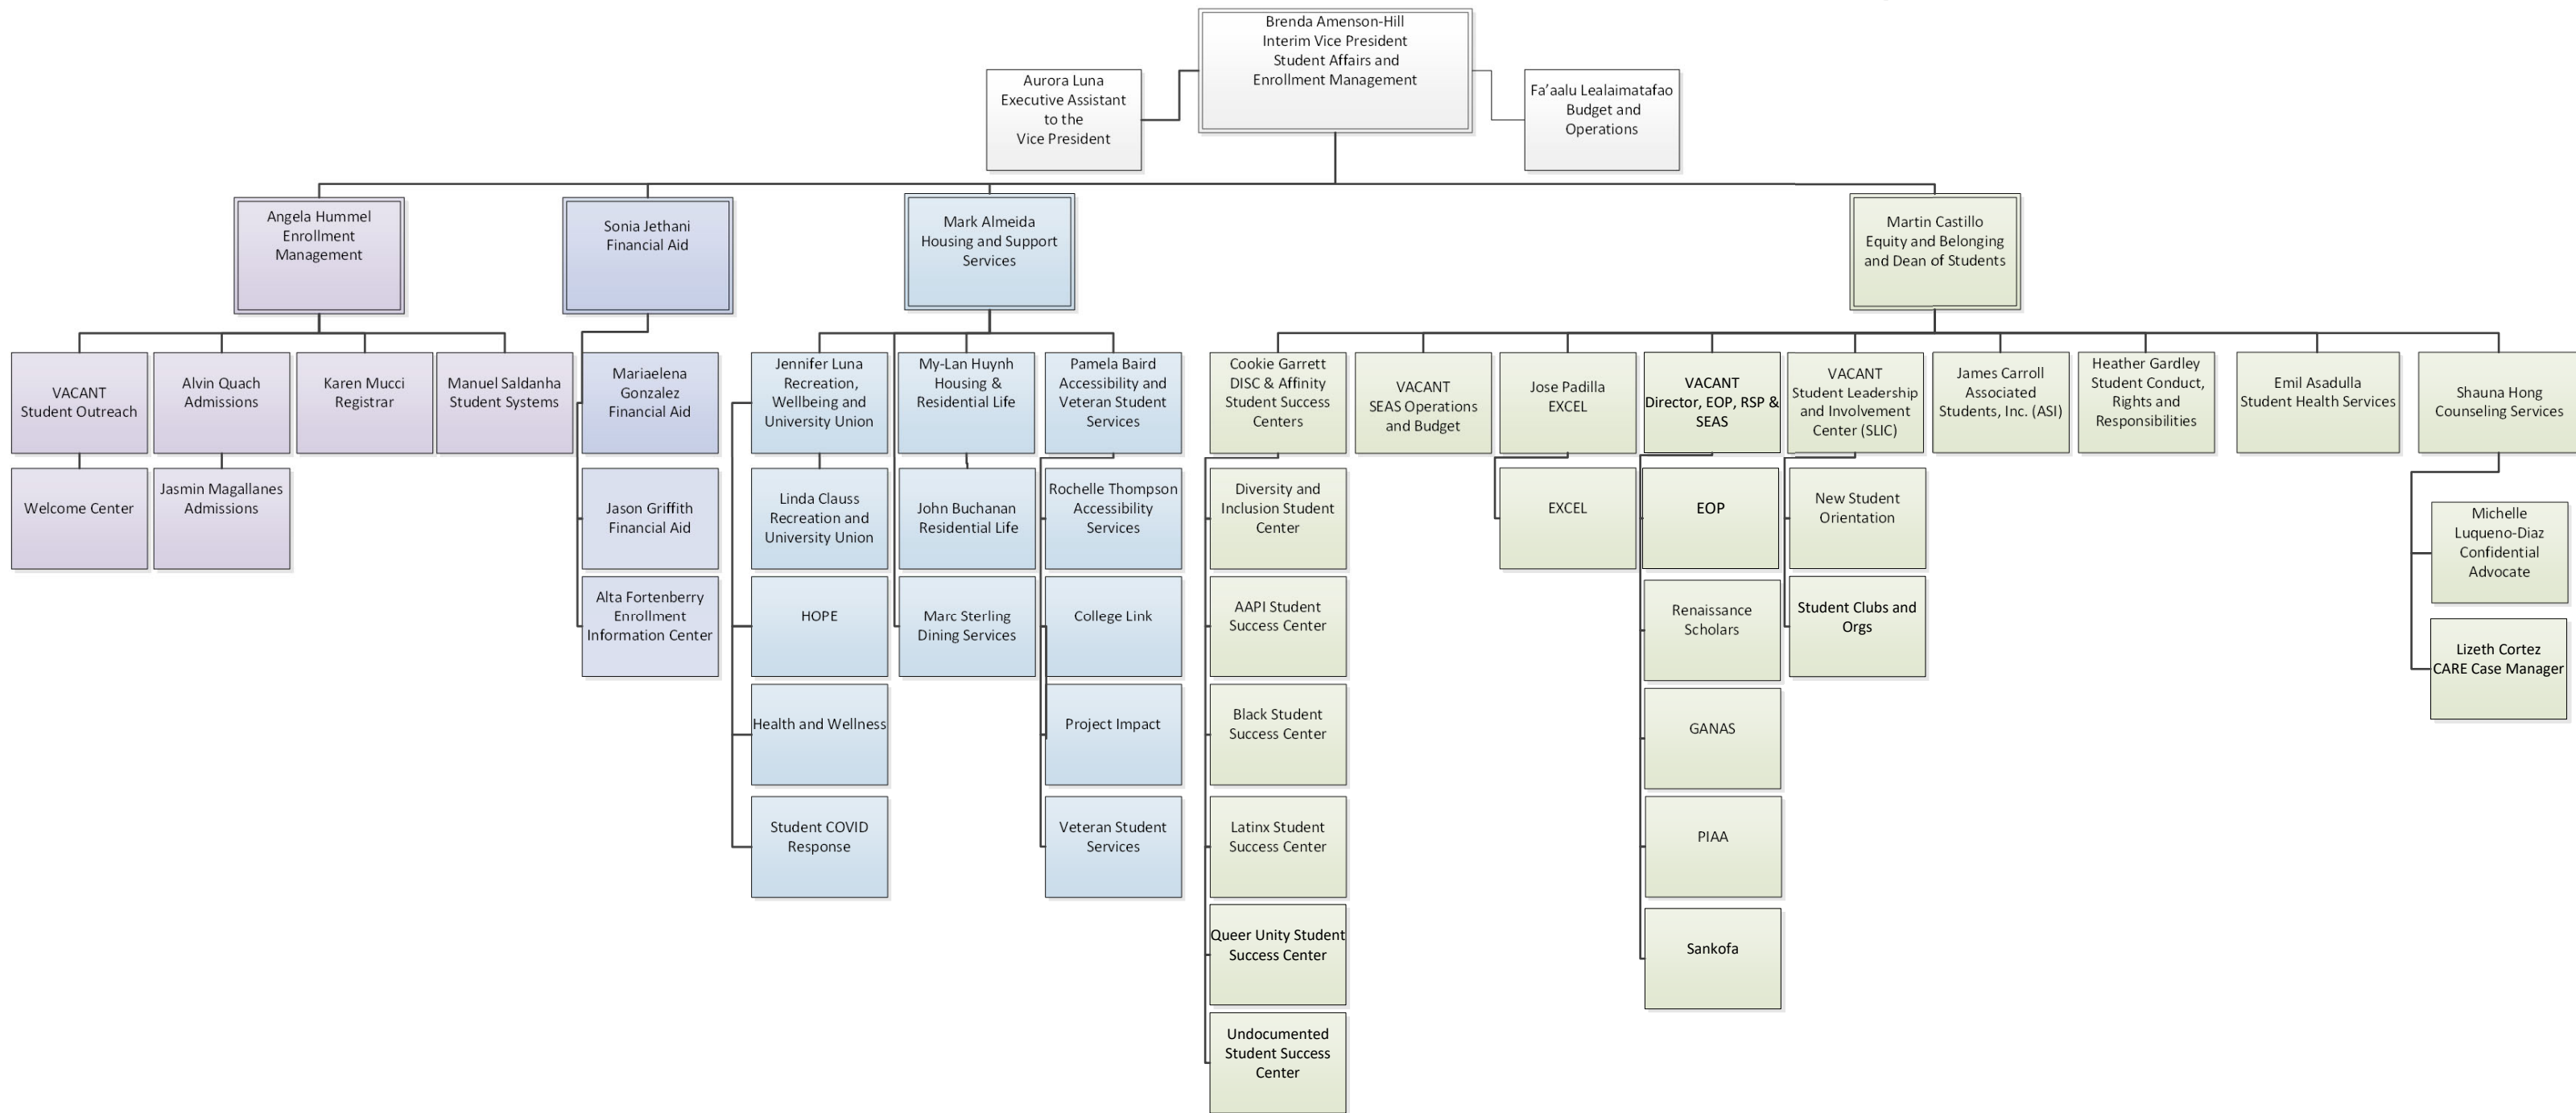 Brenda Amenson-Hill
Interim Vice President
Student Affairs and
Enrollment Management
Aurora Luna
Executive Assistant
to the
Vice President
Fa’aalu Lealaimatafao
Budget and
Operations
Angela Hummel
Enrollment
Management
Sonia Jethani
Financial Aid
Mark Almeida
Housing and Support
Services
Martin Castillo
Equity and Belonging
and Dean of Students
VACANT
Student Outreach
Alvin Quach
Admissions
Karen Mucci
Registrar
Manuel Saldanha
Student Systems
Mariaelena
Gonzalez
Financial Aid
Jennifer Luna
Recreation,
Wellbeing and
University Union
My-Lan Huynh
Housing &
Residential Life
Pamela Baird
Accessibility and
Veteran Student
Services
Cookie Garrett
DISC & Affinity
Student Success
Centers
VACANT
SEAS Operations
and Budget
Jose Padilla
EXCEL
VACANT
Director, EOP, RSP &
SEAS
VACANT
Student Leadership
and Involvement
Center (SLIC)
James Carroll
Associated
Students, Inc. (ASI)
Heather Gardley
Student Conduct,
Rights and
Responsibilities
Emil Asadulla
Student Health Services
Shauna Hong
Counseling Services
Welcome Center
Jasmin Magallanes
Admissions
Jason Griffith
Financial Aid
Linda Clauss
Recreation and
University Union
John Buchanan
Residential Life
Rochelle Thompson
Accessibility
Services
Diversity and
Inclusion Student
Center
EXCEL
EOP
New Student
Orientation
Michelle
Luqueno-Diaz
Confidential
Advocate
Alta Fortenberry
Enrollment
Information Center
HOPE
Marc Sterling
Dining Services
College Link
AAPI Student
Success Center
Renaissance
Scholars
Student Clubs and
Orgs
Lizeth Cortez
CARE Case Manager
Health and Wellness
Project Impact
Black Student
Success Center
GANAS
Student COVID
Response
Veteran Student
Services
Latinx Student
Success Center
PIAA
Queer Unity Student
Success Center
Sankofa
Undocumented
Student Success
Center